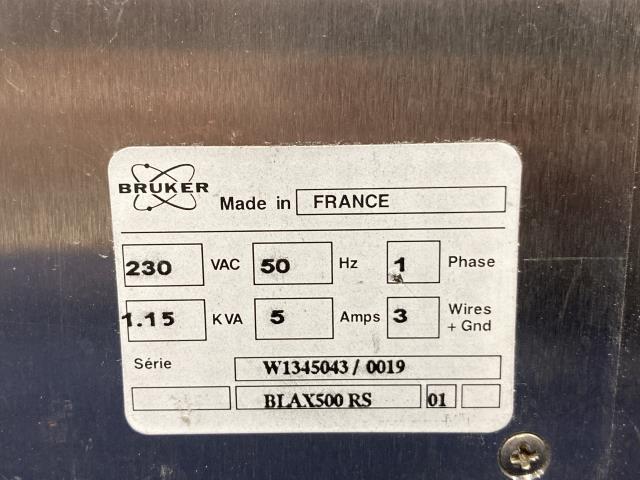 BRUKER
Made in FRANCE
230 VAC 50 Hz 1 Phase
1.15 KVA 5 Amps 3 Wires + Gnd
Série W1345043 / 0019
BLAX500 RS 01